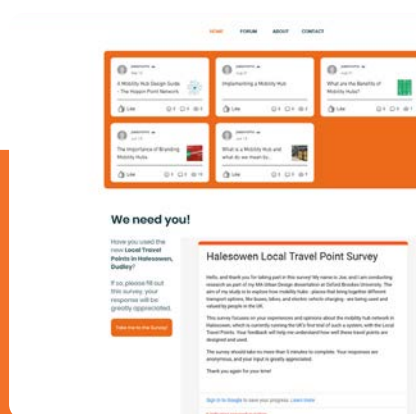 HOME FORUM ABOUT CONTACT
A Mobility Hub Design Guide
- The Hoppin Point Network
Like
Implementing a Mobility Hub
Like
What are the Benefits of
Mobility Hubs?
Like
The Importance of Branding
Mobility Hubs
Like
What is a Mobility Hub and
what do we mean by...
Like
We need you!
Have you used the
new Local Travel
Points in Halesowen,
Dudley?
If so, please fill out
this survey, your
response will be
greatly appreciated.
Take me to the Survey!
Halesowen Local Travel Point Survey
Hello, and thank you for taking part in this survey! My name is Joe, and I am conducting
research as part of my MA Urban Design dissertation at Oxford Brookes University. The
aim of my study is to explore how mobility hubs - places that bring together different
transport options, like buses, bikes, and electric vehicle charging - are being used and
valued by people in the UK.
This survey focuses on your experiences and opinions about the mobility hub network in
Halesowen, which is currently running the UK's first trial of such a system, with the Local
Travel Points. Your feedback will help me understand how well these travel points are
designed and used.
The survey should take no more than 5 minutes to complete. Your responses are
anonymous, and your input is greatly appreciated.
Thank you again for your time!
Sign in to Google to save your progress. Learn more